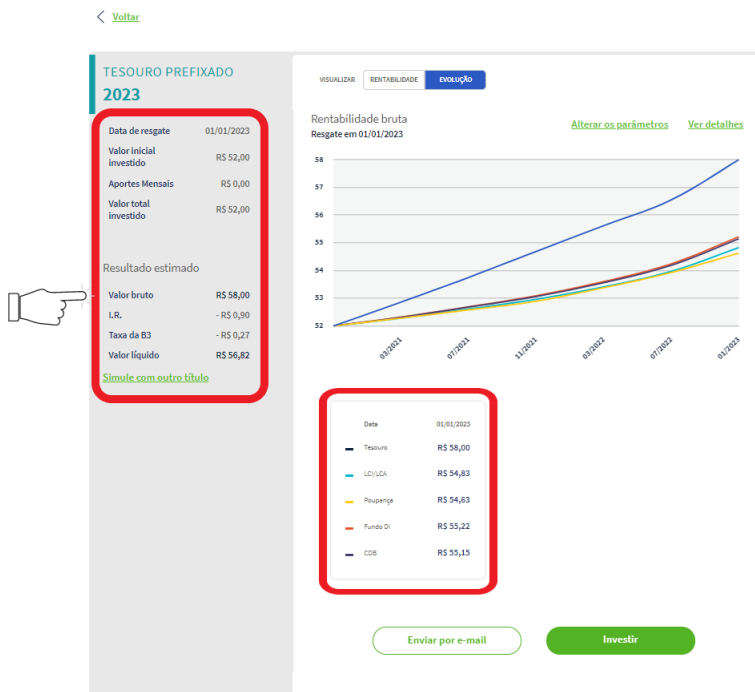 Voltar
TESOURO PREFIXADO
2023
Data de resgate 01/01/2023
Valor inicial
investido R$ 52,00
Aportes Mensais R$ 0,00
Valor total
investido R$ 52,00
Resultado estimado
Valor bruto R$ 58,00
I.R. - R$ 0,90
Taxa da B3 - R$ 0,27
Valor líquido R$ 56,82
Simule com outro título
VISUALIZAR RENTABILIDADE EVOLUÇÃO
Rentabilidade bruta
Resgate em 01/01/2023
Alterar os parâmetros Ver detalhes
58
57
56
55
54
53
52
03/2021 07/2021 11/2021 03/2022 07/2022 01/2023
Data 01/01/2023
Tesouro R$ 58,00
LCI/LCA R$ 54,83
Poupança R$ 54,63
Fundo DI R$ 55,22
CDB R$ 55,15
Enviar por e-mail Investir